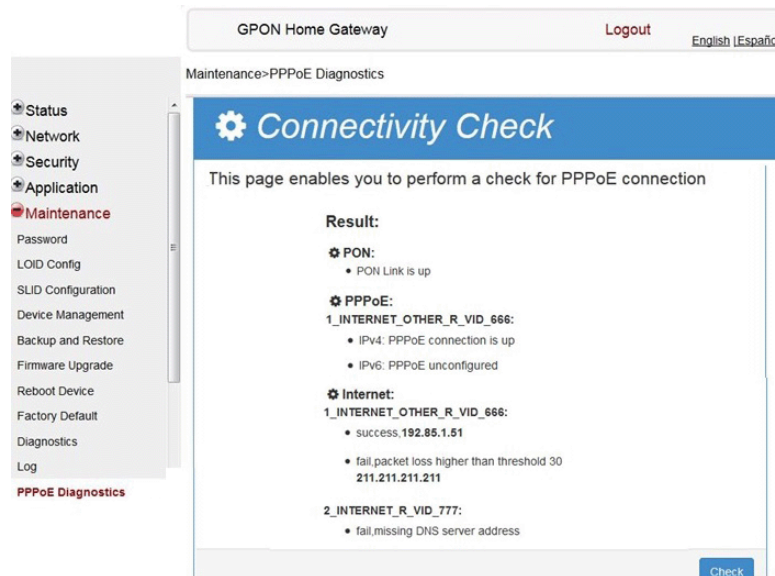 GPON Home Gateway
Logout
English |Españo
Maintenance>PPPoE Diagnostics
Status
Network
Security
Application
Maintenance
Password
LOID Config
SLID Configuration
Device Management
Backup and Restore
Firmware Upgrade
Reboot Device
Factory Default
Diagnostics
Log
PPPoE Diagnostics
Connectivity Check
This page enables you to perform a check for PPPoE connection
Result:
PON:
PON Link is up
PPPoE:
1_INTERNET_OTHER_R_VID_666:
IPv4: PPPoE connection is up
IPv6: PPPoE unconfigured
Internet:
1_INTERNET_OTHER_R_VID_666:
success,192.85.1.51
fail,packet loss higher than threshold 30
211.211.211.211
2_INTERNET_R_VID_777:
fail,missing DNS server address
Check